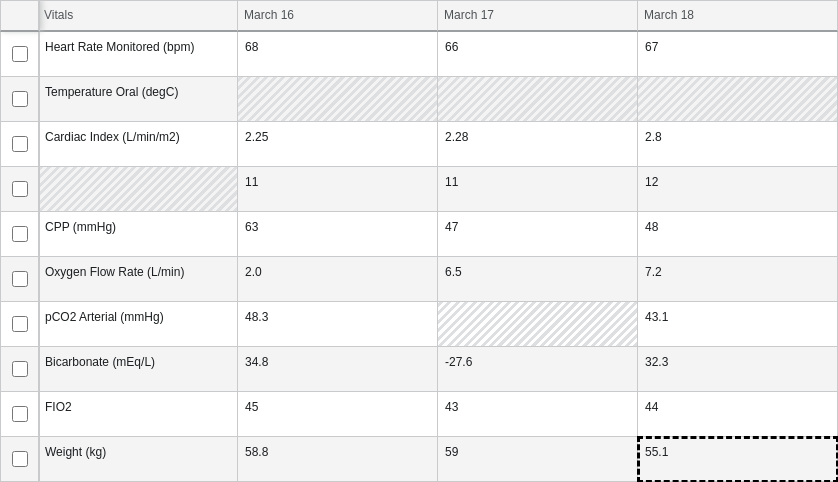 Vitals March 16 March 17 March 18
Heart Rate Monitored (bpm) 68 66 67
Temperature Oral (degC)
Cardiac Index (L/min/m2) 2.25 2.28 2.8
11 11 12
CPP (mmHg) 63 47 48
Oxygen Flow Rate (L/min) 2.0 6.5 7.2
pCO2 Arterial (mmHg) 48.3 43.1
Bicarbonate (mEq/L) 34.8 -27.6 32.3
FIO2 45 43 44
Weight (kg) 58.8 59 55.1